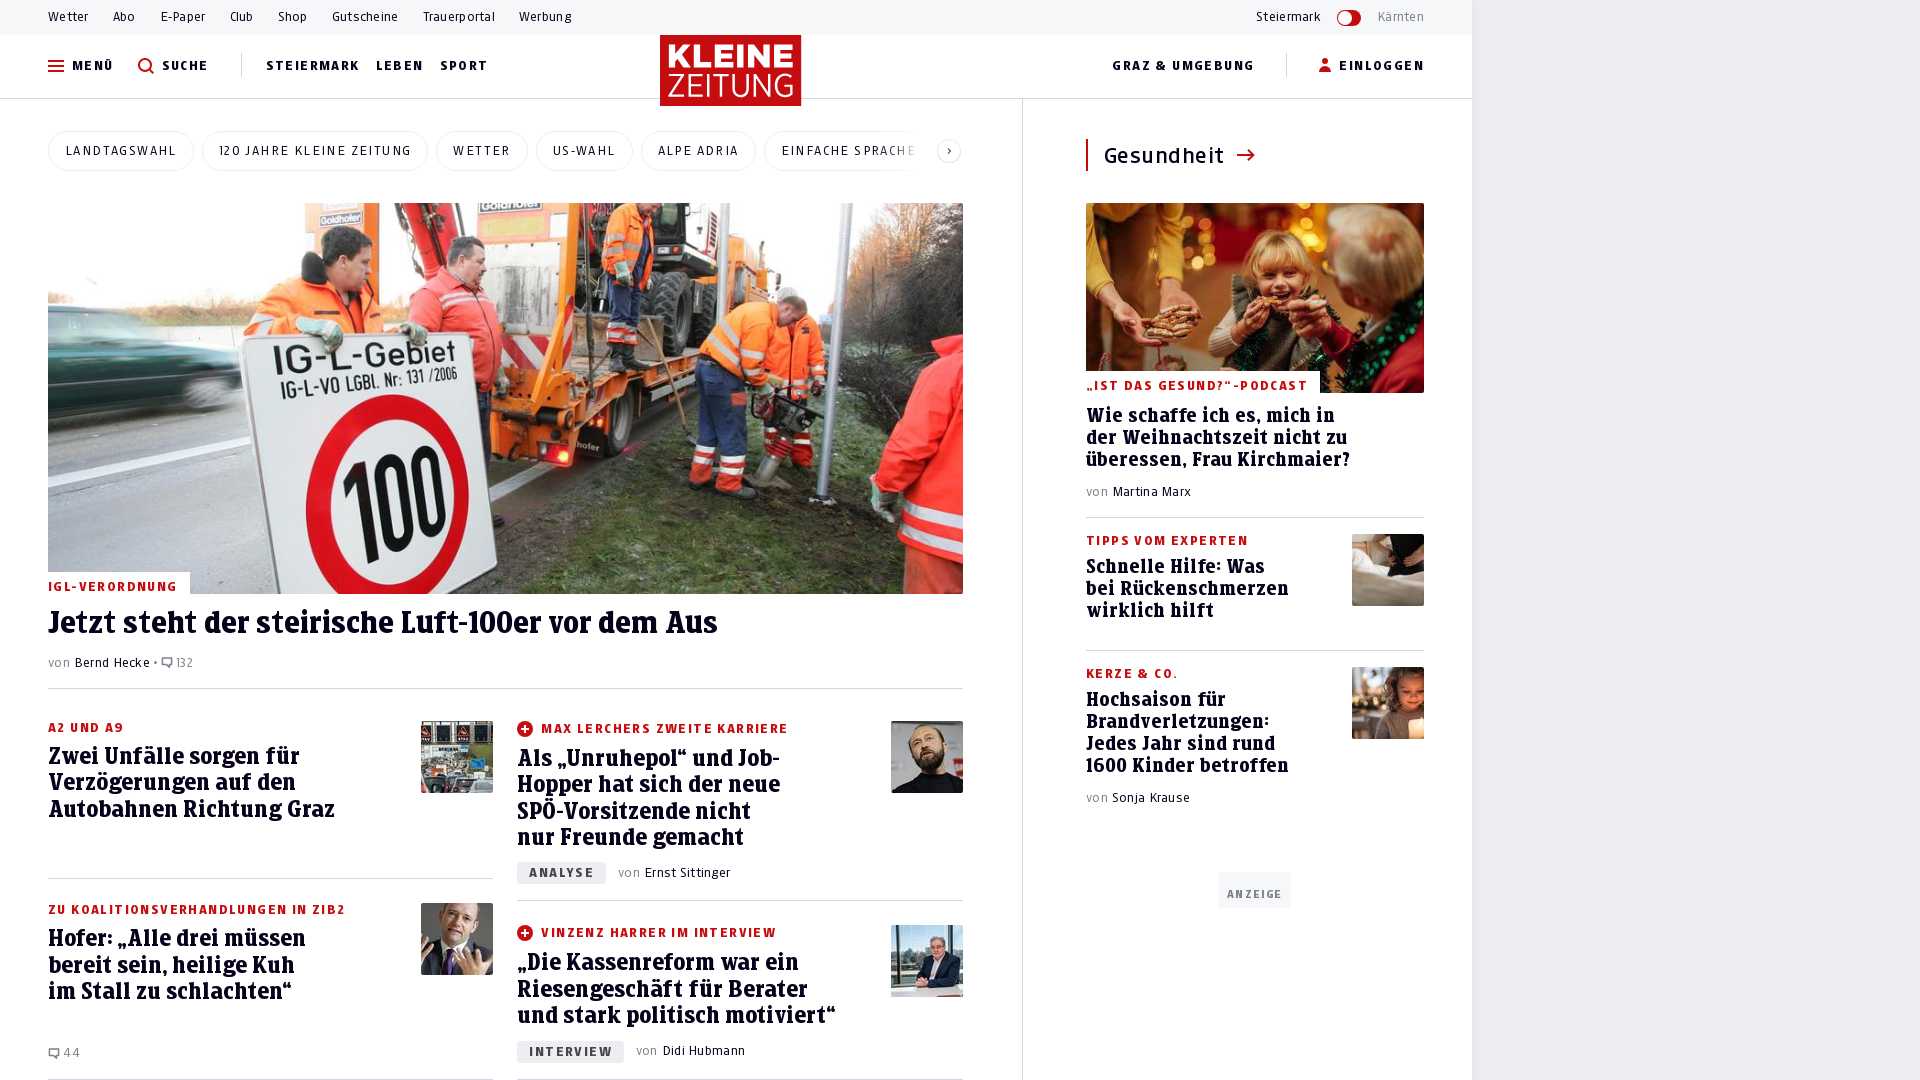 Wetter Abo E-Paper Club Shop Gutscheine Trauerportal Werbung Steiermark Kärnten
MENÜ SUCHE STEIERMARK LEBEN SPORT KLEINE ZEITUNG GRAZ & UMGEBUNG EINLOGGEN
LANDTAGSWAHL 120 JAHRE KLEINE ZEITUNG WETTER US-WAHL ALPE ADRIA EINFACHE SPRACHE
Goldhofer
IG-L-Gebiet
IG-L-VO LGBl. Nr: 131 /2006
100
IGL-VERORDNUNG
Jetzt steht der steirische Luft-100er vor dem Aus
von Bernd Hecke • 132
A2 UND A9
Zwei Unfälle sorgen für
Verzögerungen auf den
Autobahnen Richtung Graz
ZU KOALITIONSVERHANDLUNGEN IN ZIB2
Hofer: „Alle drei müssen
bereit sein, heilige Kuh
im Stall zu schlachten“
44
MAX LERCHERS ZWEITE KARRIERE
Als „Unruhepol“ und Job-
Hopper hat sich der neue
SPÖ-Vorsitzende nicht
nur Freunde gemacht
ANALYSE von Ernst Sittinger
VINZENZ HARRER IM INTERVIEW
„Die Kassenreform war ein
Riesengeschäft für Berater
und stark politisch motiviert“
INTERVIEW von Didi Hubmann
Gesundheit
„IST DAS GESUND?“-PODCAST
Wie schaffe ich es, mich in
der Weihnachtszeit nicht zu
überessen, Frau Kirchmaier?
von Martina Marx
TIPPS VOM EXPERTEN
Schnelle Hilfe: Was
bei Rückenschmerzen
wirklich hilft
KERZE & CO.
Hochsaison für
Brandverletzungen:
Jedes Jahr sind rund
1600 Kinder betroffen
von Sonja Krause
ANZEIGE